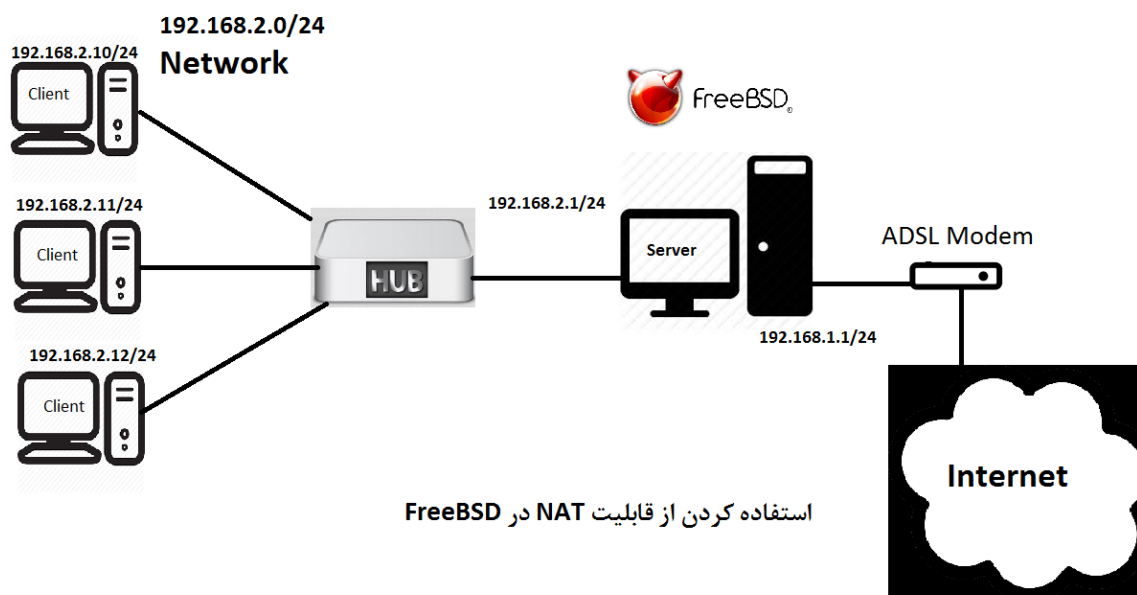 192.168.2.0/24
Network
192.168.2.10/24
Client
192.168.2.11/24
Client
192.168.2.12/24
Client
HUB
192.168.2.1/24
FreeBSD®
Server
192.168.1.1/24
ADSL Modem
Internet
استفاده کردن از قابلیت NAT در FreeBSD